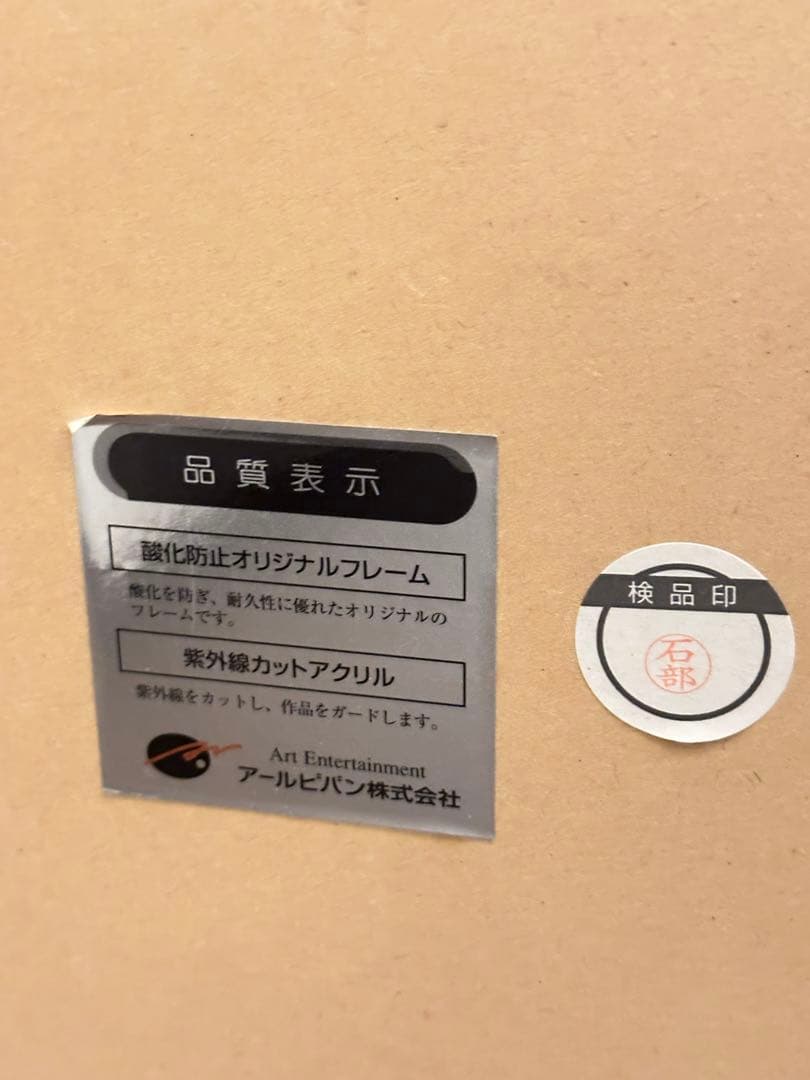 品質表示
酸化防止オリジナルフレーム
酸化を防ぎ、耐久性に優れたオリジナルの
フレームです。
紫外線カットアクリル
紫外線をカットし、作品をガードします。
Art Entertainment
アールビバン株式会社
検品印
石部